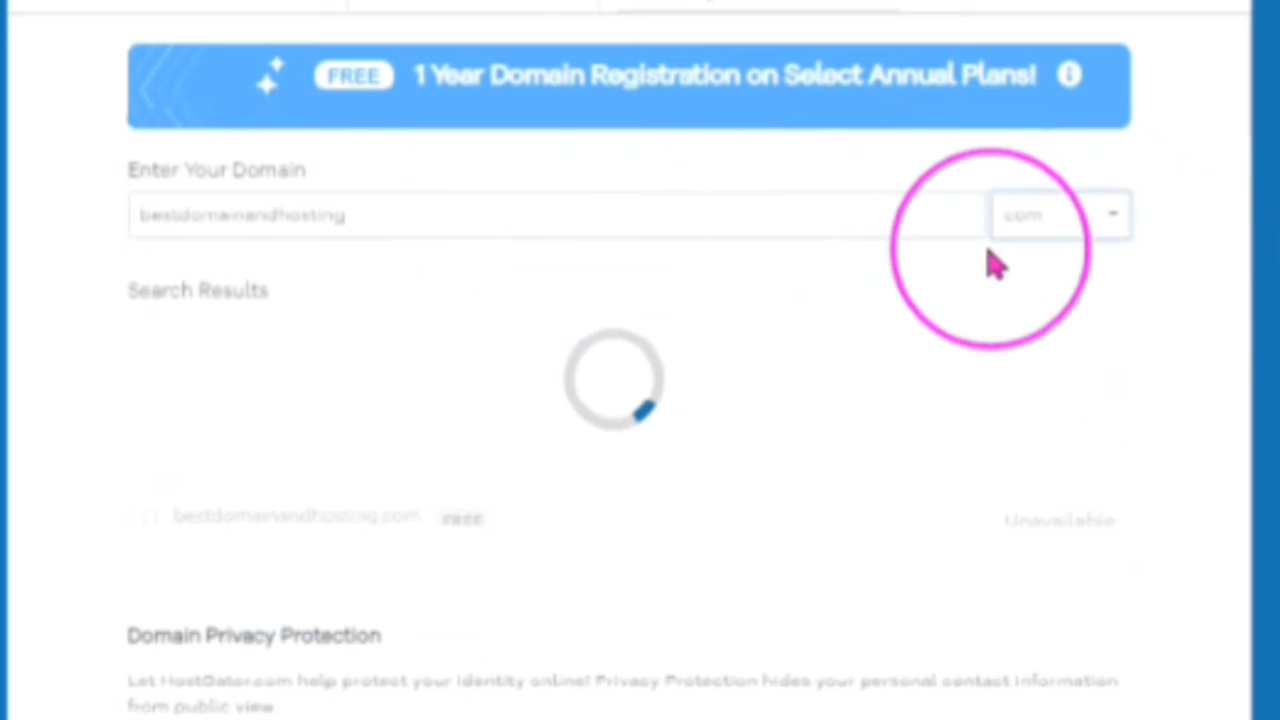 FREE 1 Year Domain Registration on Select Annual Plans! i
Enter Your Domain
bestdomainandhosting com
Search Results
bestdomainandhosting.com FREE Unavailable
Domain Privacy Protection
Let HostGator.com help protect your identity online! Privacy Protection hides your personal contact information
from public view